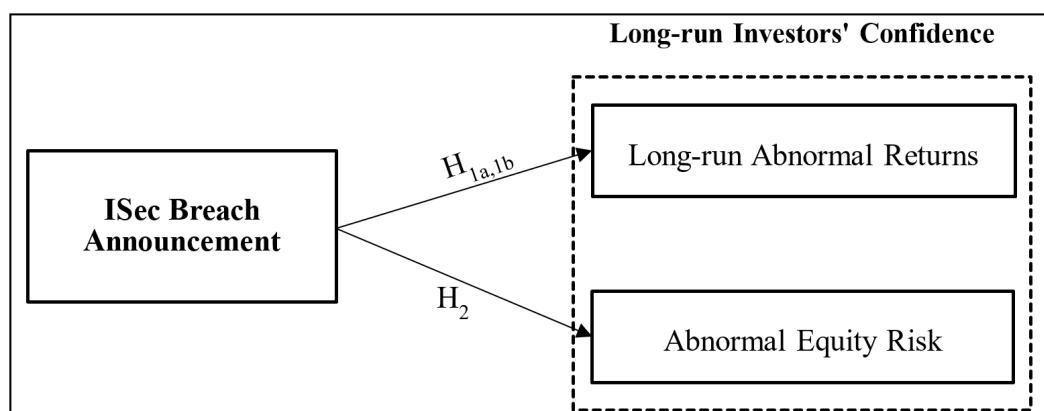 Long-run Investors' Confidence
Long-run Abnormal Returns
H1a,1b
ISec Breach
Announcement
H2
Abnormal Equity Risk